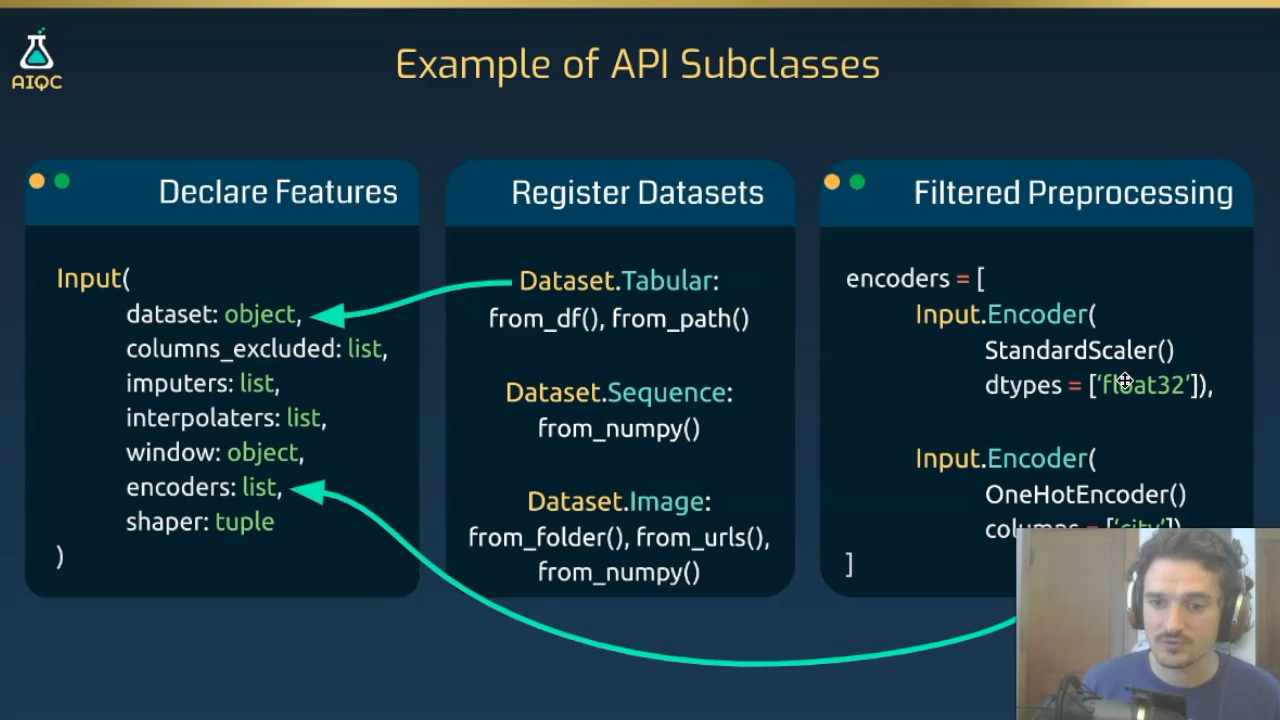 AIQC
Example of API Subclasses
Declare Features
Input(
dataset: object,
columns_excluded: list,
imputers: list,
interpolaters: list,
window: object,
encoders: list,
shaper: tuple
)
Register Datasets
Dataset.Tabular:
from_df(), from_path()
Dataset.Sequence:
from_numpy()
Dataset.Image:
from_folder(), from_urls(),
from_numpy()
Filtered Preprocessing
encoders = [
Input.Encoder(
StandardScaler()
dtypes = [‘float32’]),
Input.Encoder(
OneHotEncoder()
columns = [‘city’])
]